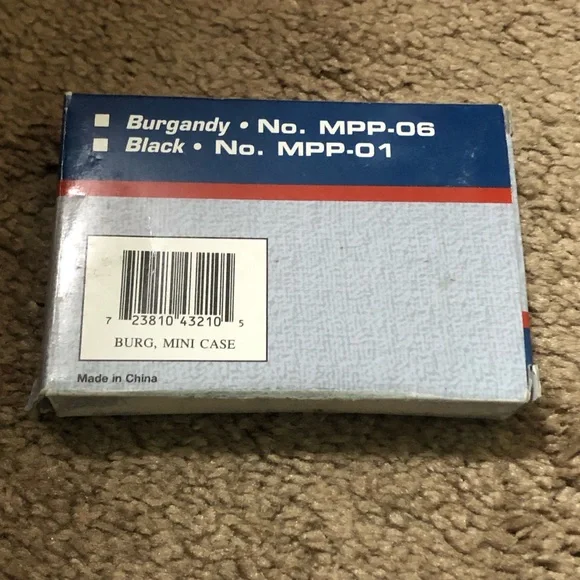 Burgandy • No. MPP-06
Black • No. MPP-01
7 23810 43210 5
BURG, MINI CASE
Made in China